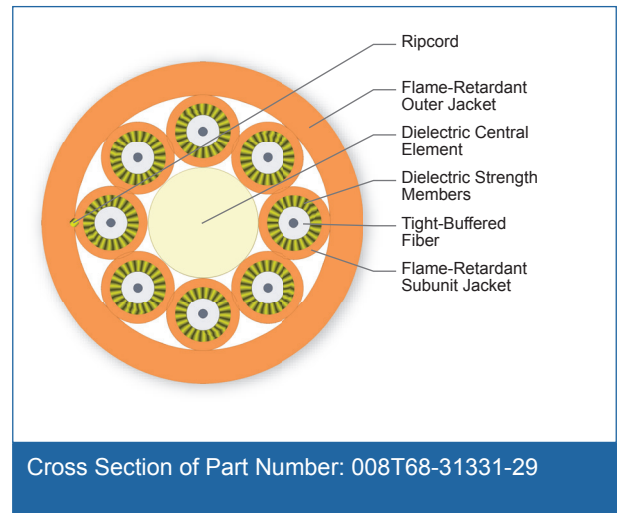 Ripcord
Flame-Retardant
Outer Jacket
Dielectric Central
Element
Dielectric Strength
Members
Tight-Buffered
Fiber
Flame-Retardant
Subunit Jacket
Cross Section of Part Number: 008T68-31331-29